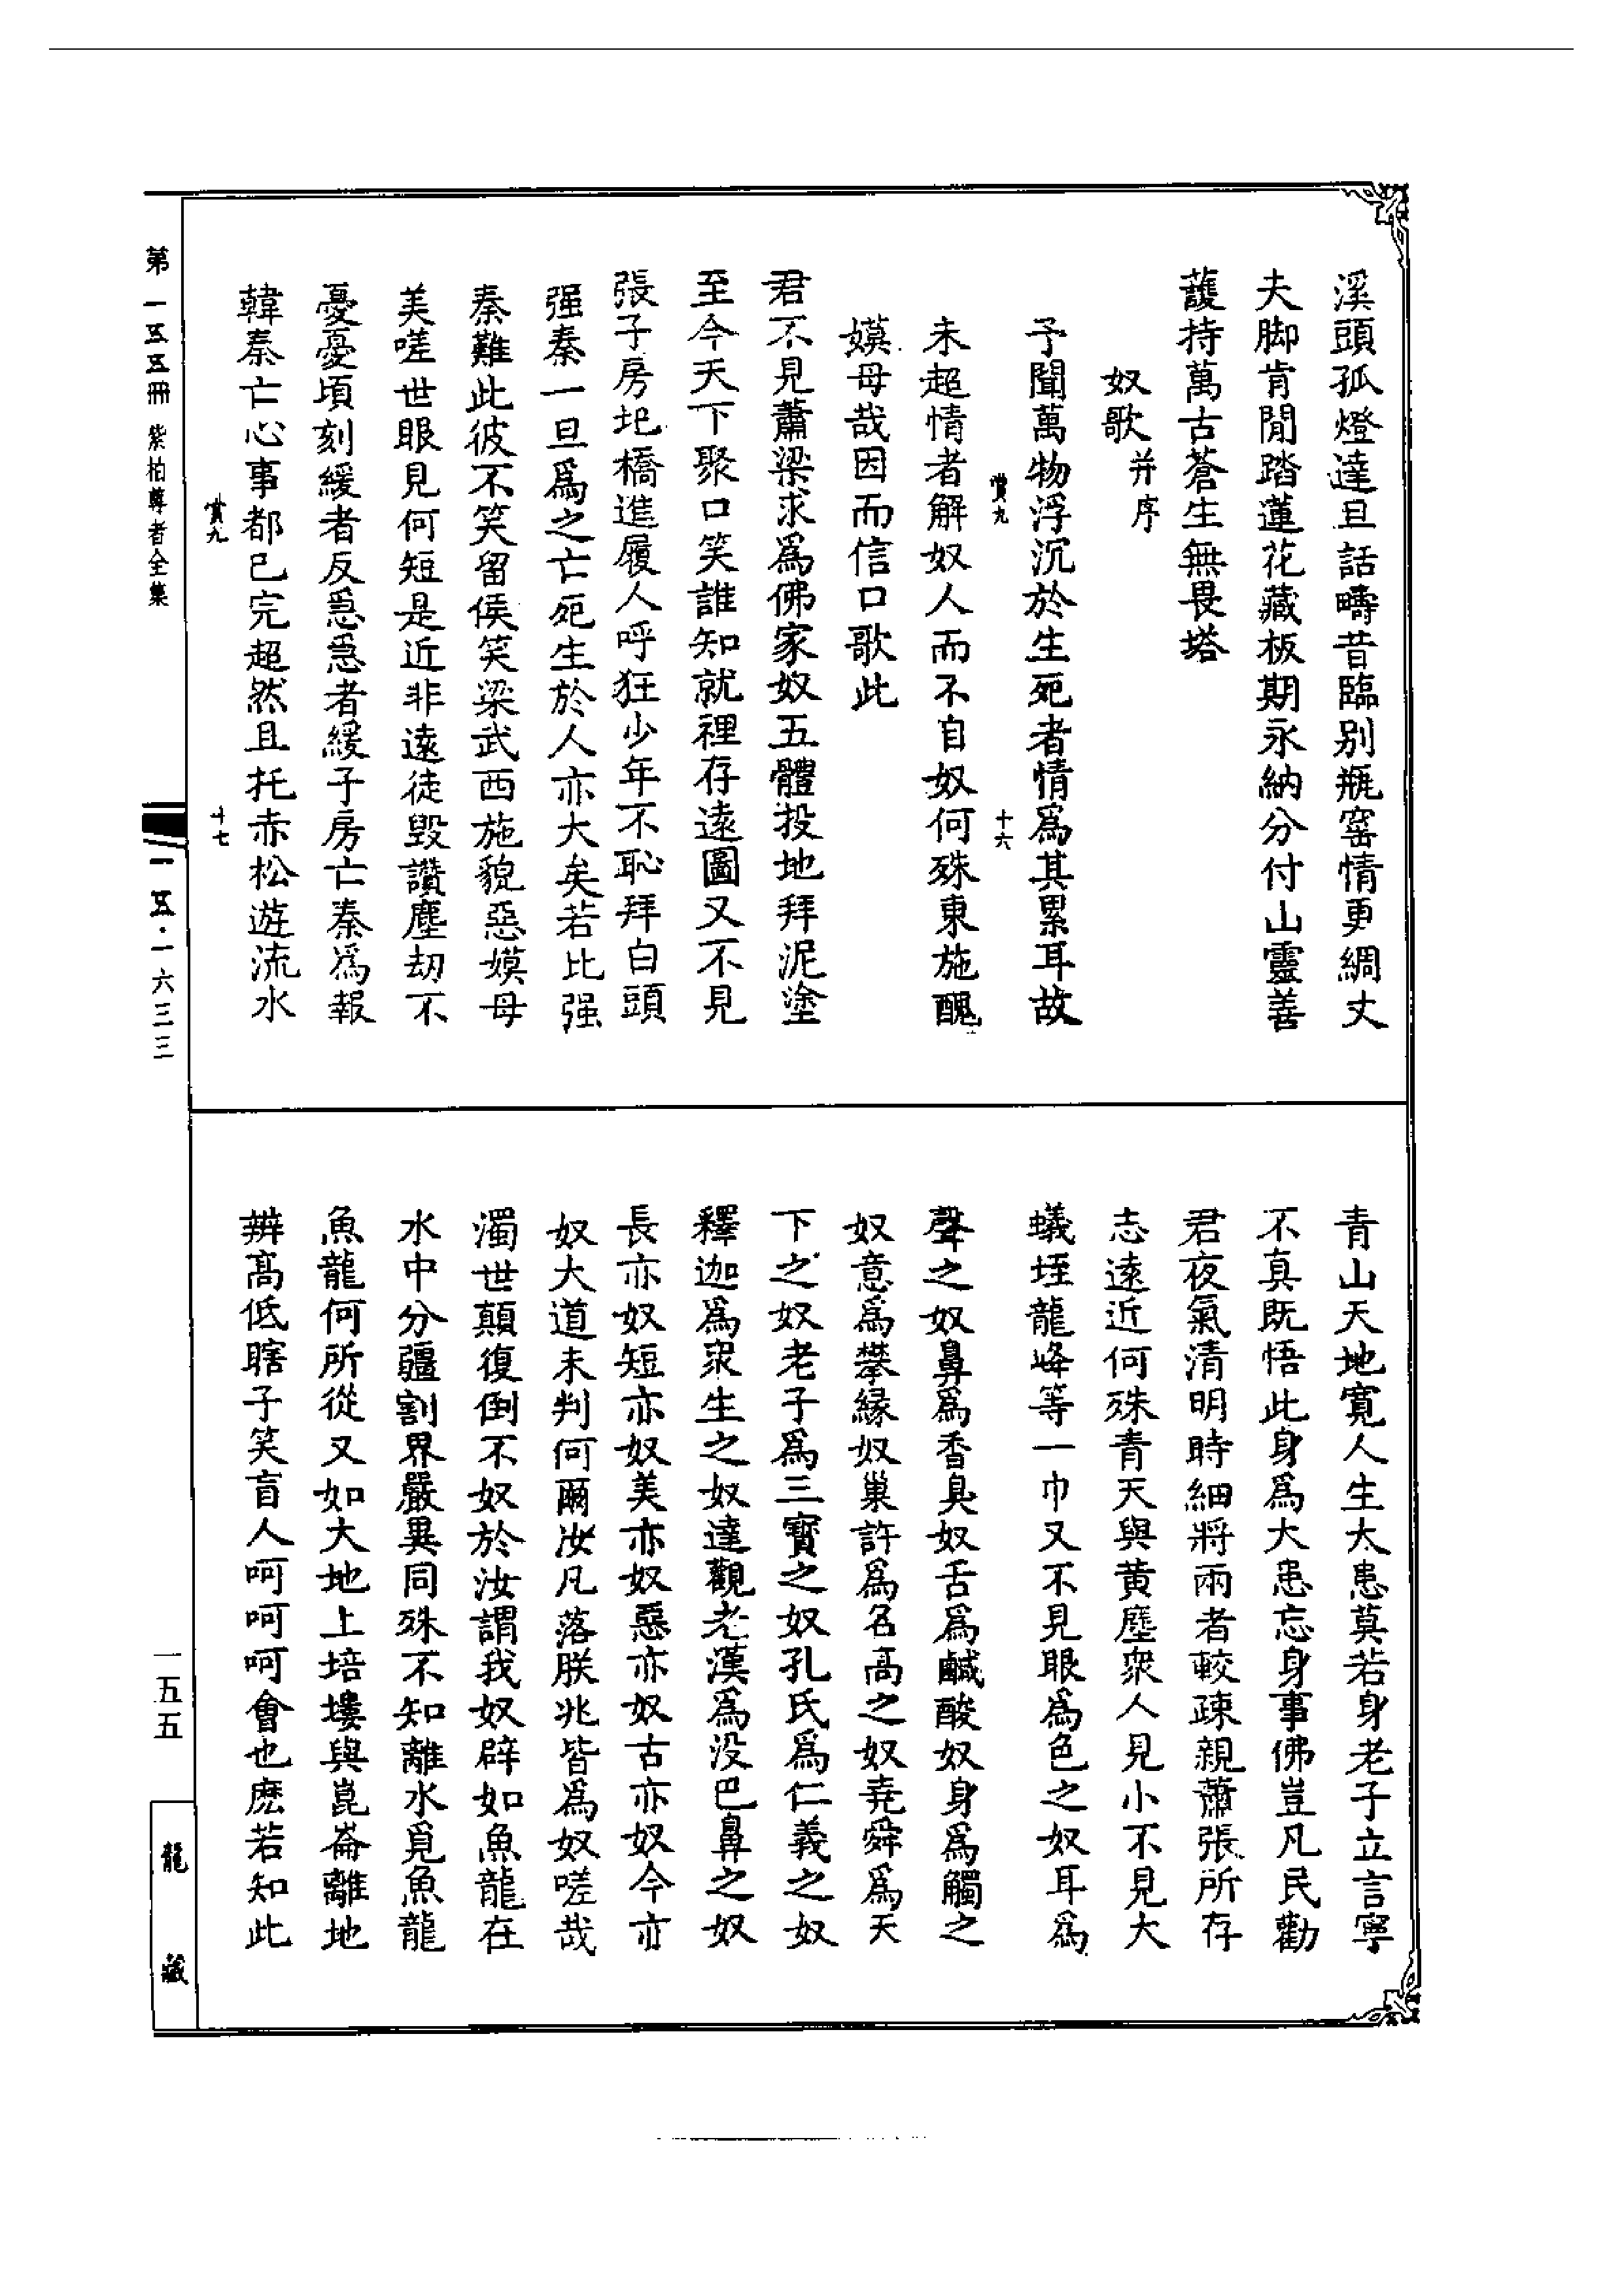 溪頭孤燈達旦話疇昔臨別瓶窰情更綢丈
夫脚肯閒踏蓮花藏板期永納分付山靈善
護持萬古蒼生無畏塔
奴歌并序
予聞萬物浮沉於生死者情爲其累耳故
賞九
十六
未超情者解奴人而不自奴何殊東施醜
嫫母哉因而信口歌此
君不見蕭梁求爲佛家奴五體投地拜泥塗
至今天下聚口笑誰知就裡存遠圖又不見
張子房圯橋進履人呼狂少年不恥拜白頭
强秦一旦爲之亡死生於人亦大矣若比强
秦難此彼不笑留侯笑梁武西施貌惡嫫母
美嗟世眼見何短是近非遠徒毀讚塵劫不
憂憂頃刻緩者反急急者緩子房亡秦爲報
韓秦亡心事都已完超然且托赤松遊流水
賞九
十七
青山天地寛人生大患莫若身老子立言寧
不真既悟此身爲大患忘身事佛豈凡民勸
君夜氣清明時細將兩者較疎親蕭張所存
志遠近何殊青天與黃塵衆人見小不見大
蟻垤龍峰等一巾又不見眼爲色之奴耳爲
聲之奴鼻爲香臭奴舌爲鹹酸奴身爲觸之
奴意爲攀緣奴巢許爲名高之奴堯舜爲天
下之奴老子爲三寶之奴孔氏爲仁義之奴
釋迦爲衆生之奴達觀老漢爲没巴鼻之奴
長亦奴短亦奴美亦奴惡亦奴古亦奴今亦
奴大道未判何爾汝凡落朕兆皆爲奴嗟哉
濁世顛復倒不奴於汝謂我奴辟如魚龍在
水中分疆割界嚴異同殊不知離水覓魚龍
魚龍何所從又如大地上培塿與崑崙離地
辨高低瞎子笑盲人呵呵呵會也麽若知此
第一五五冊 紫柏尊者全集
一五五·一六三三
一五五
龍藏